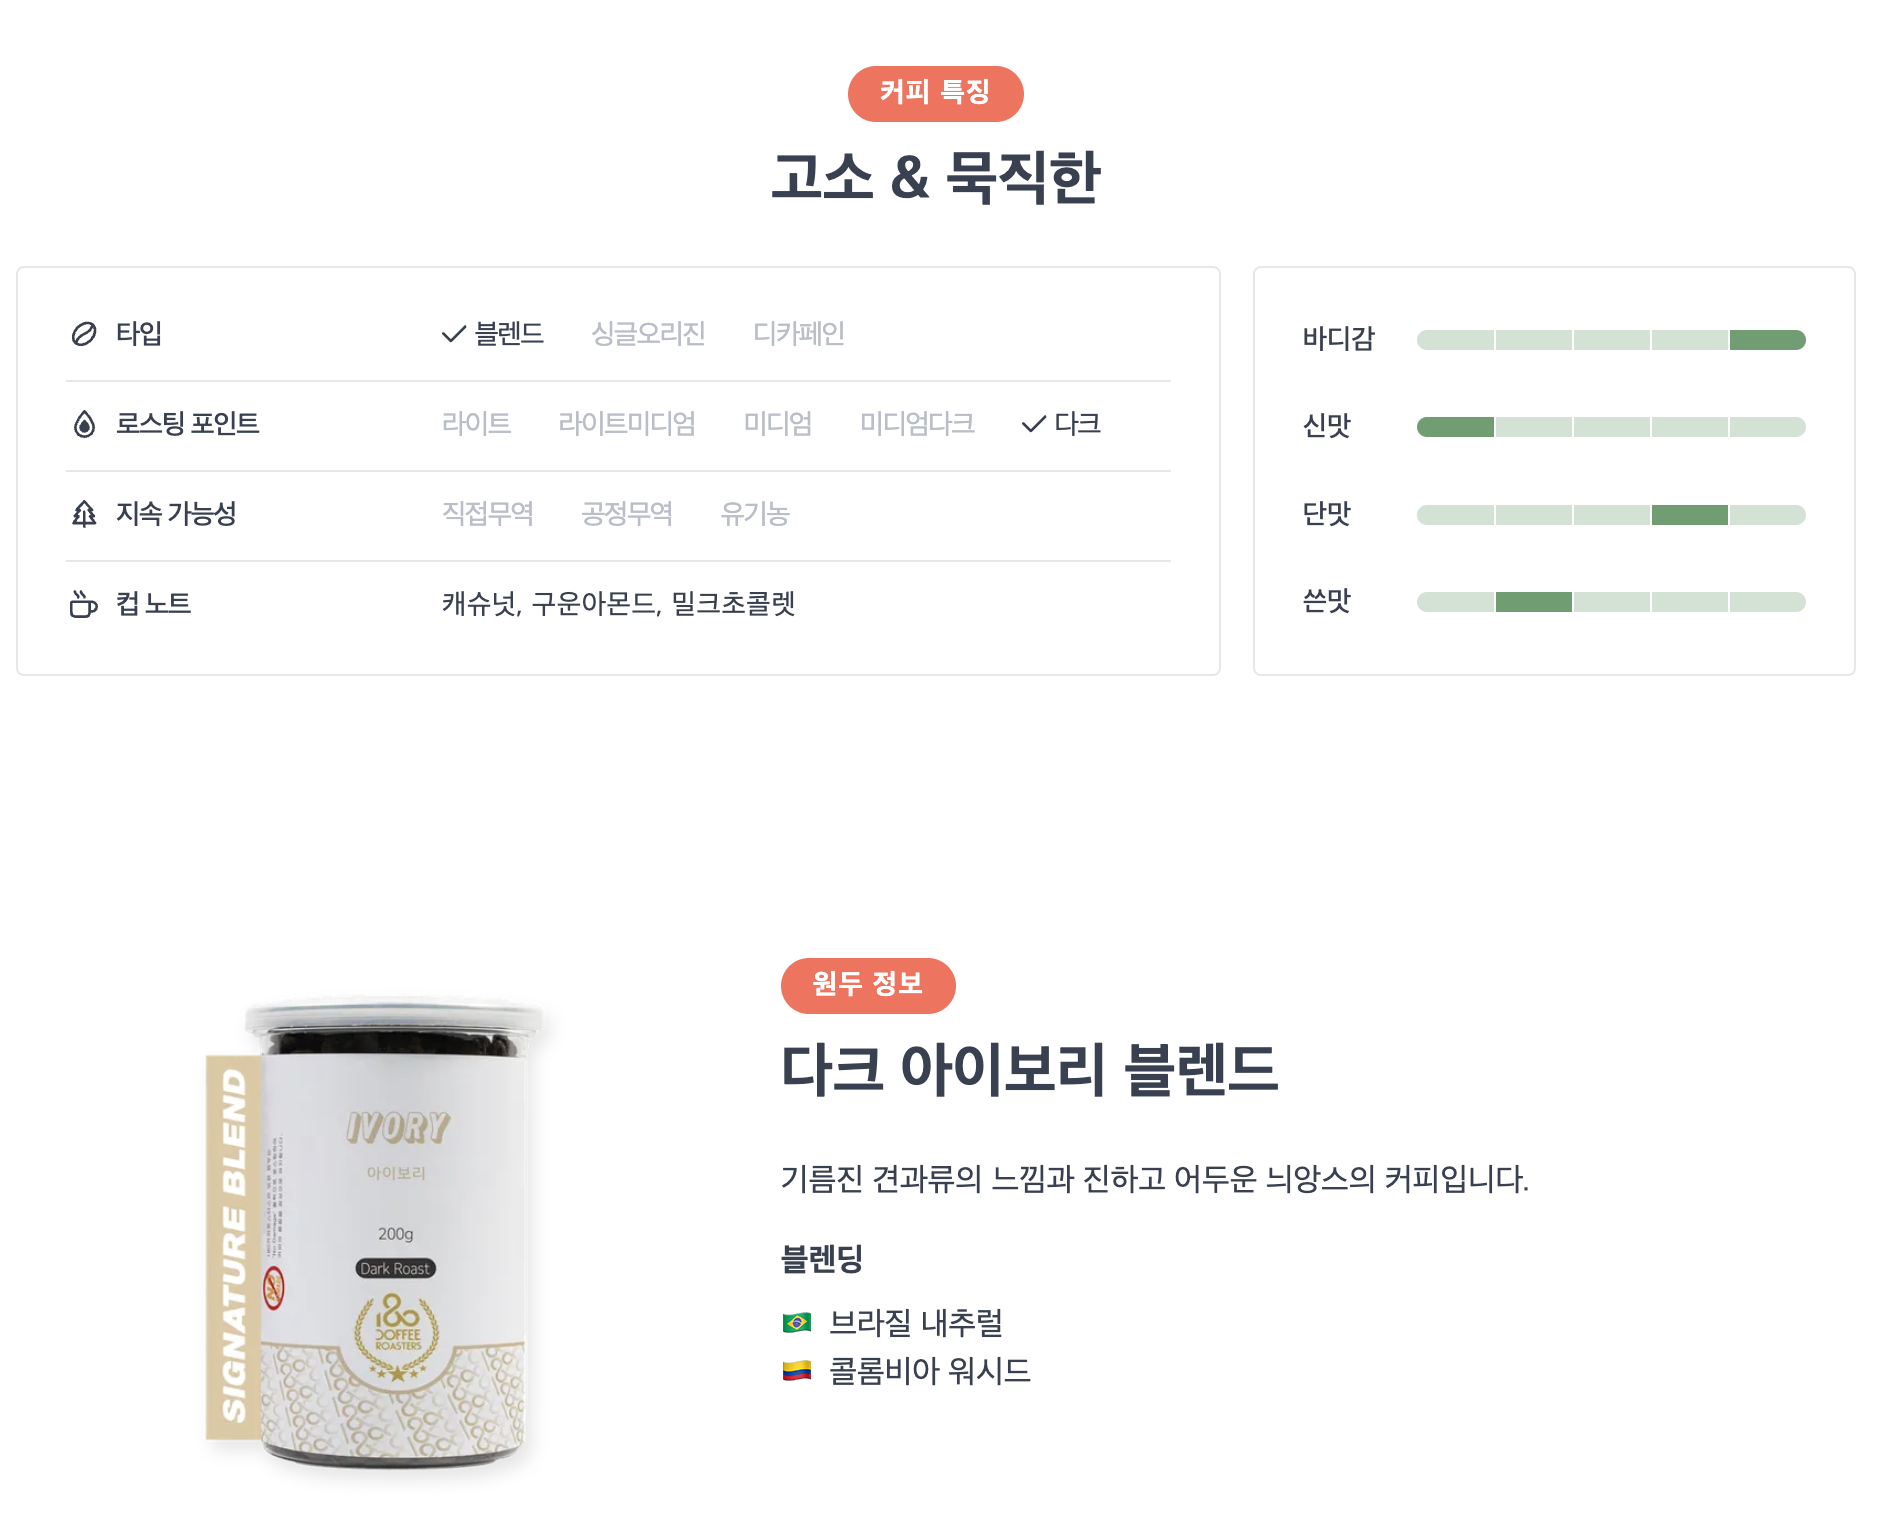 커피 특징
고소 & 묵직한
타입 블렌드 싱글오리진 디카페인
로스팅 포인트 라이트 라이트미디엄 미디엄 미디엄다크 다크
지속 가능성 직접무역 공정무역 유기농
컵 노트 캐슈넛, 구운아몬드, 밀크초콜렛
바디감
신맛
단맛
쓴맛
SIGNATURE BLEND
IVORY
아이보리
200g
Dark Roast
180
COFFEE
ROASTERS
원두 정보
다크 아이보리 블렌드
기름진 견과류의 느낌과 진하고 어두운 늬앙스의 커피입니다.
블렌딩
브라질 내추럴
콜롬비아 워시드